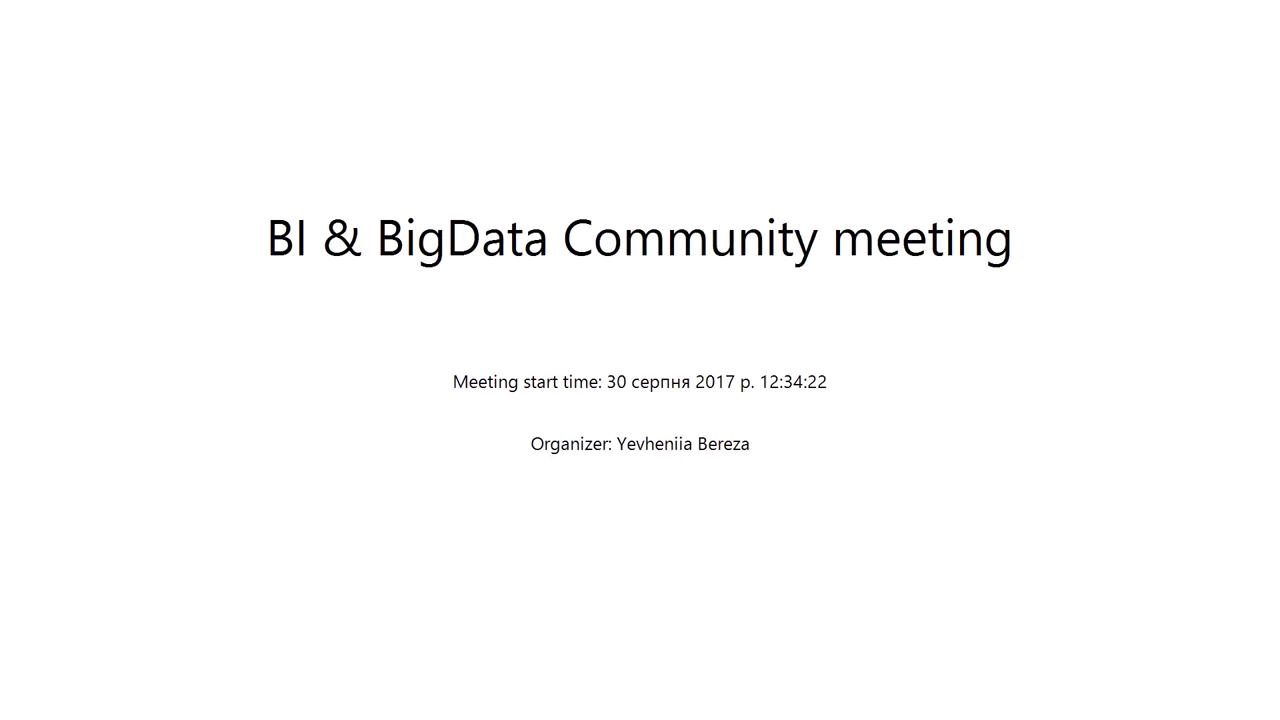 BI & BigData Community meeting
Meeting start time: 30 серпня 2017 р. 12:34:22
Organizer: Yevheniia Bereza